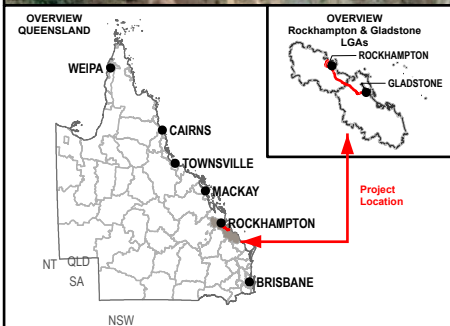 OVERVIEW
QUEENSLAND
WEIPA
CAIRNS
TOWNSVILLE
MACKAY
ROCKHAMPTON
BRISBANE
NT
QLD
SA
NSW
OVERVIEW
Rockhampton & Gladstone
LGAs
ROCKHAMPTON
GLADSTONE
Project
Location